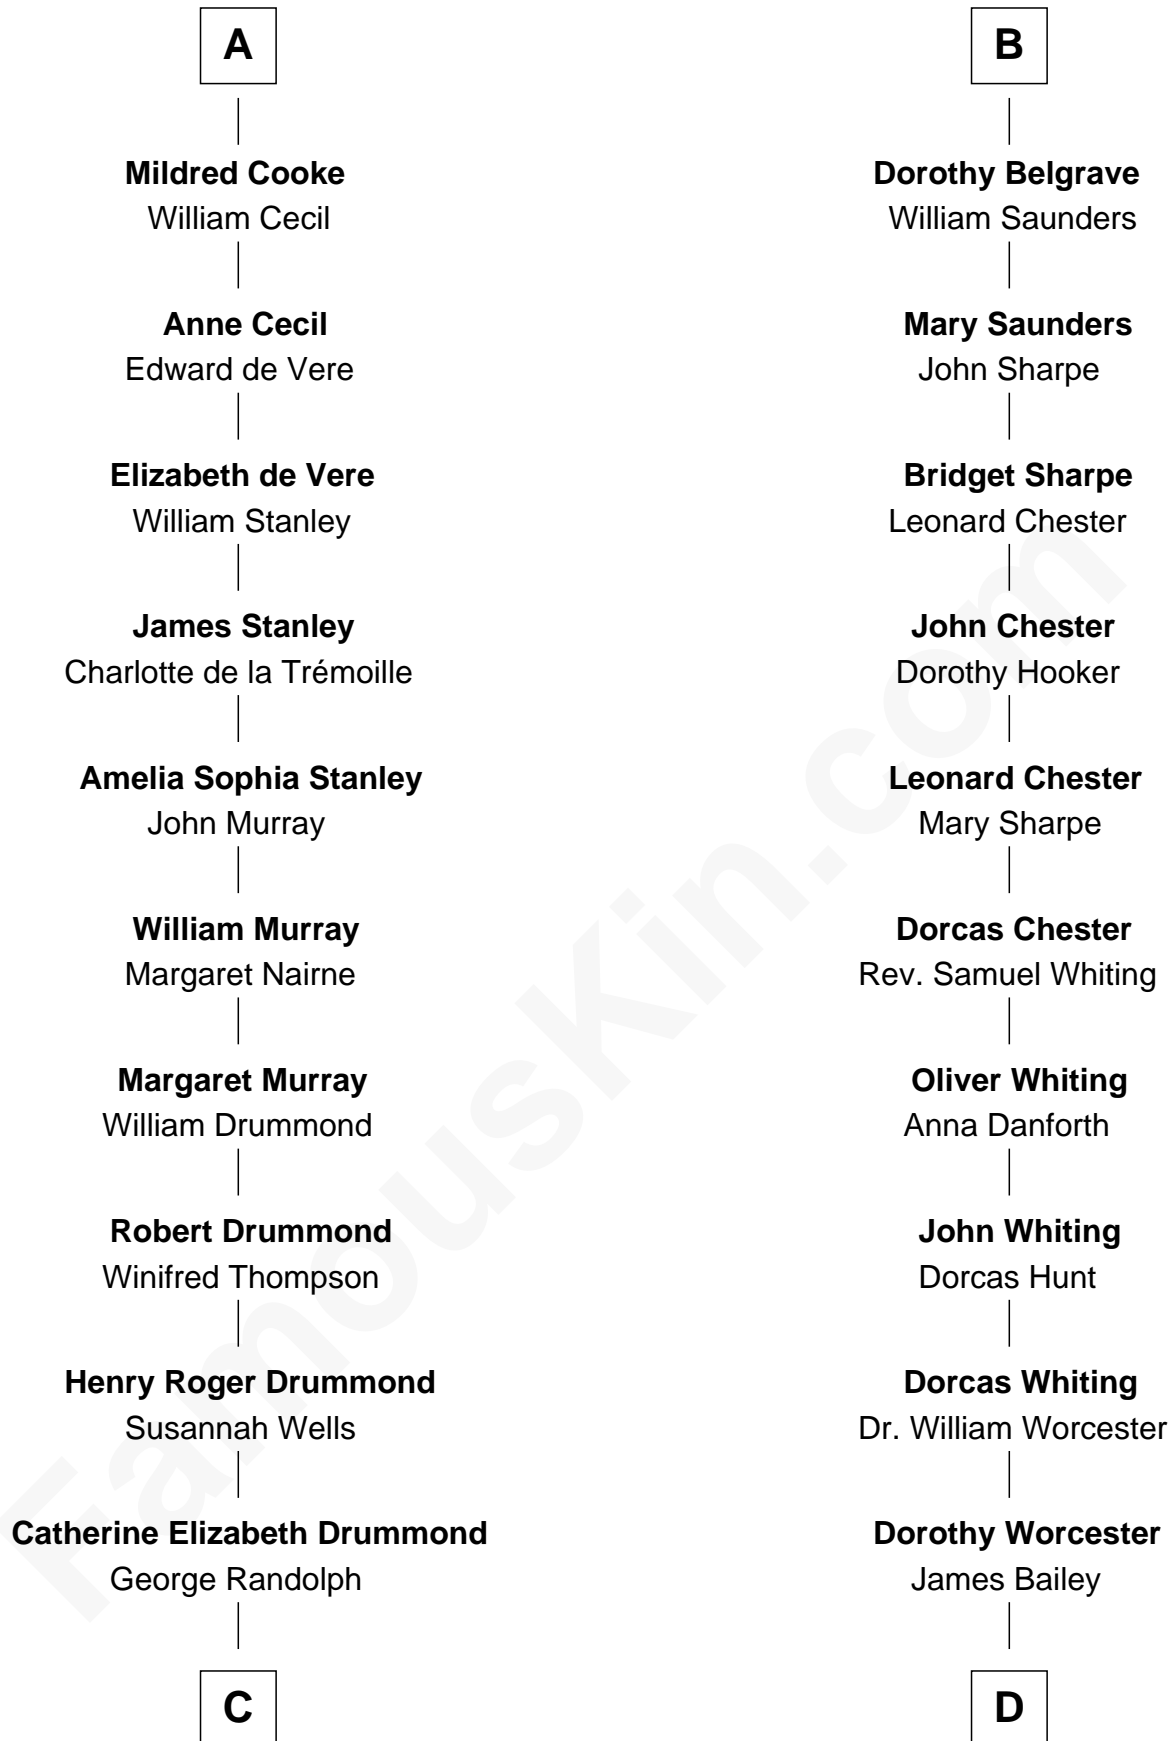 A
Mildred Cooke
William Cecil
Anne Cecil
Edward de Vere
Elizabeth de Vere
William Stanley
James Stanley
Charlotte de la Trémoille
Amelia Sophia Stanley
John Murray
William Murray
Margaret Nairne
Margaret Murray
William Drummond
Robert Drummond
Winifred Thompson
Henry Roger Drummond
Susannah Wells
Catherine Elizabeth Drummond
George Randolph
C
B
Dorothy Belgrave
William Saunders
Mary Saunders
John Sharpe
Bridget Sharpe
Leonard Chester
John Chester
Dorothy Hooker
Leonard Chester
Mary Sharpe
Dorcas Chester
Rev. Samuel Whiting
Oliver Whiting
Anna Danforth
John Whiting
Dorcas Hunt
Dorcas Whiting
Dr. William Worcester
Dorothy Worcester
James Bailey
D
FamousKin.com